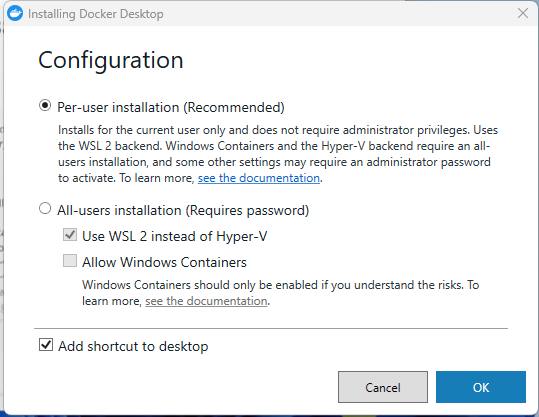 Installing Docker Desktop
Configuration
Per-user installation (Recommended)
Installs for the current user only and does not require administrator privileges. Uses
the WSL 2 backend. Windows Containers and the Hyper-V backend require an all-
users installation, and some other settings may require an administrator password
to activate. To learn more, see the documentation.
All-users installation (Requires password)
Use WSL 2 instead of Hyper-V
Allow Windows Containers
Windows Containers should only be enabled if you understand the risks. To
learn more, see the documentation.
Add shortcut to desktop
Cancel
OK